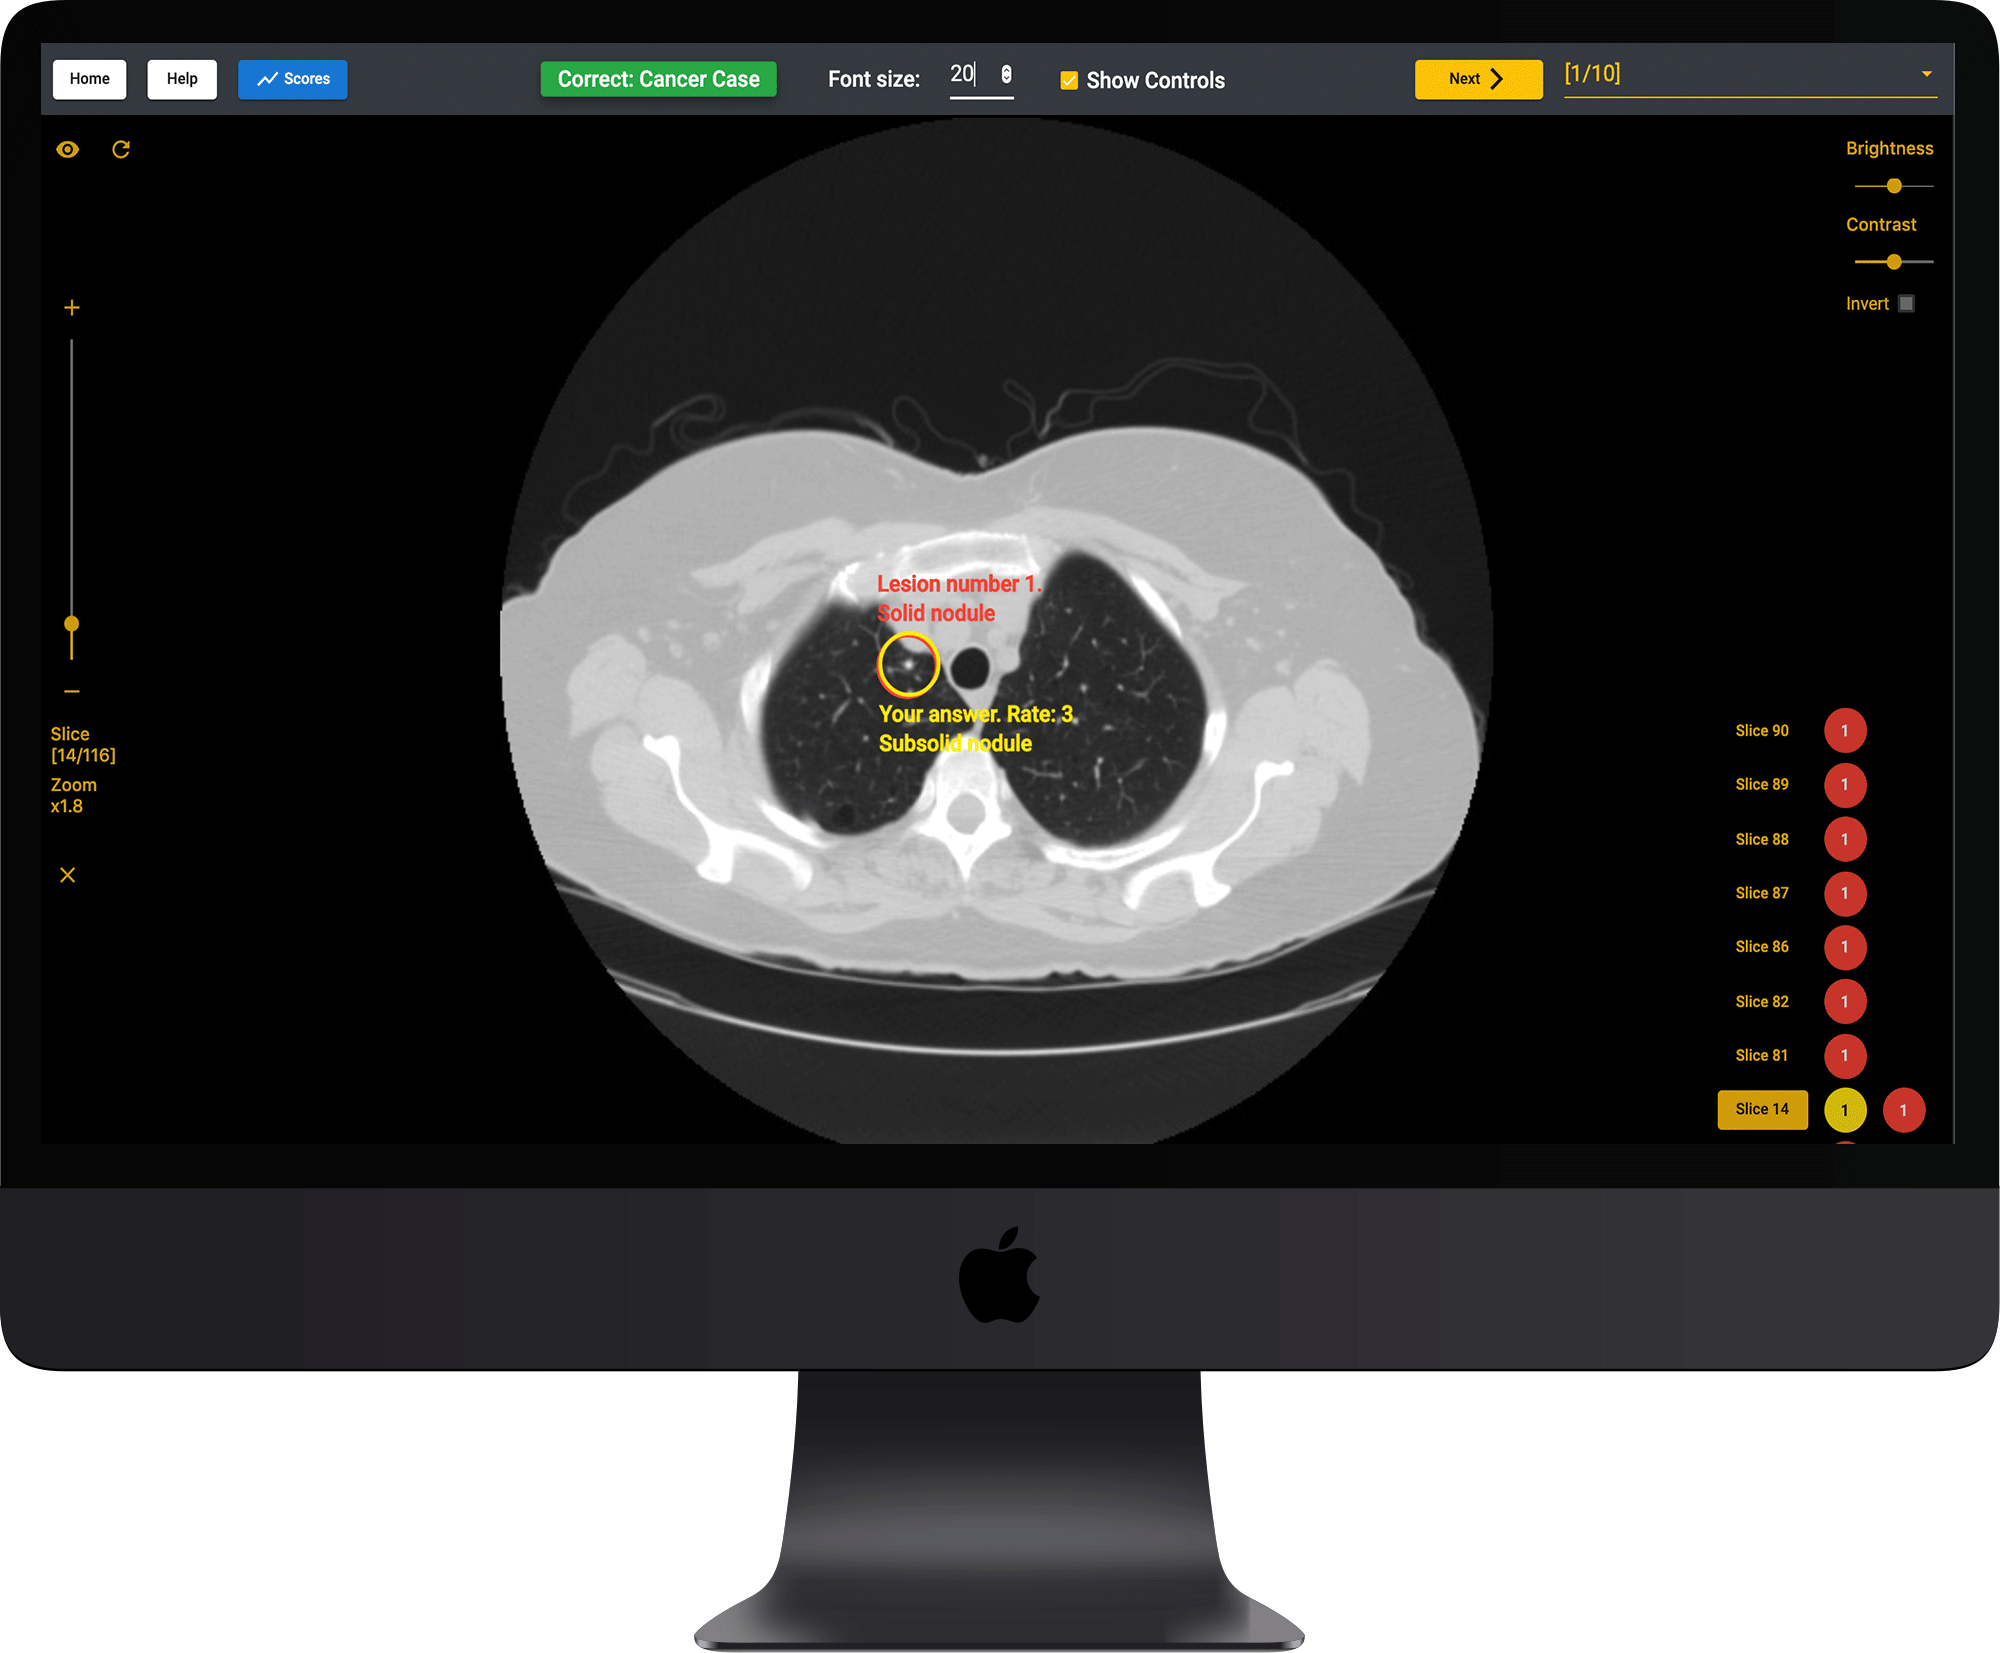 Home
Help
Scores
Correct: Cancer Case
Font size:
20
Show Controls
Next
[1/10]
Brightness
Contrast
Invert
Lesion number 1.
Solid nodule
Your answer. Rate: 3
Subsolid nodule
Slice
[14/116]
Zoom
x1.8
Slice 90 1
Slice 89 1
Slice 88 1
Slice 87 1
Slice 86 1
Slice 82 1
Slice 81 1
Slice 14 1 1